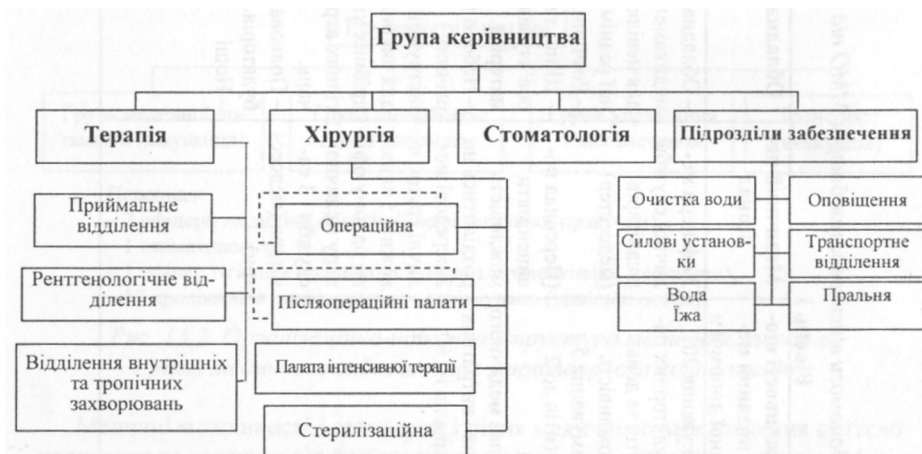 Група керівництва
Терапія
Хірургія
Стоматологія
Підрозділи забезпечення
Приймальне
відділення
Рентгенологічне від-
ділення
Відділення внутрішніх
та тропічних
захворювань
Операційна
Післяопераційні палати
Палата інтенсивної терапії
Стерилізаційна
Очистка води
Силові установ-
ки
Вода
Їжа
Оповіщення
Транспортне
відділення
Пральня